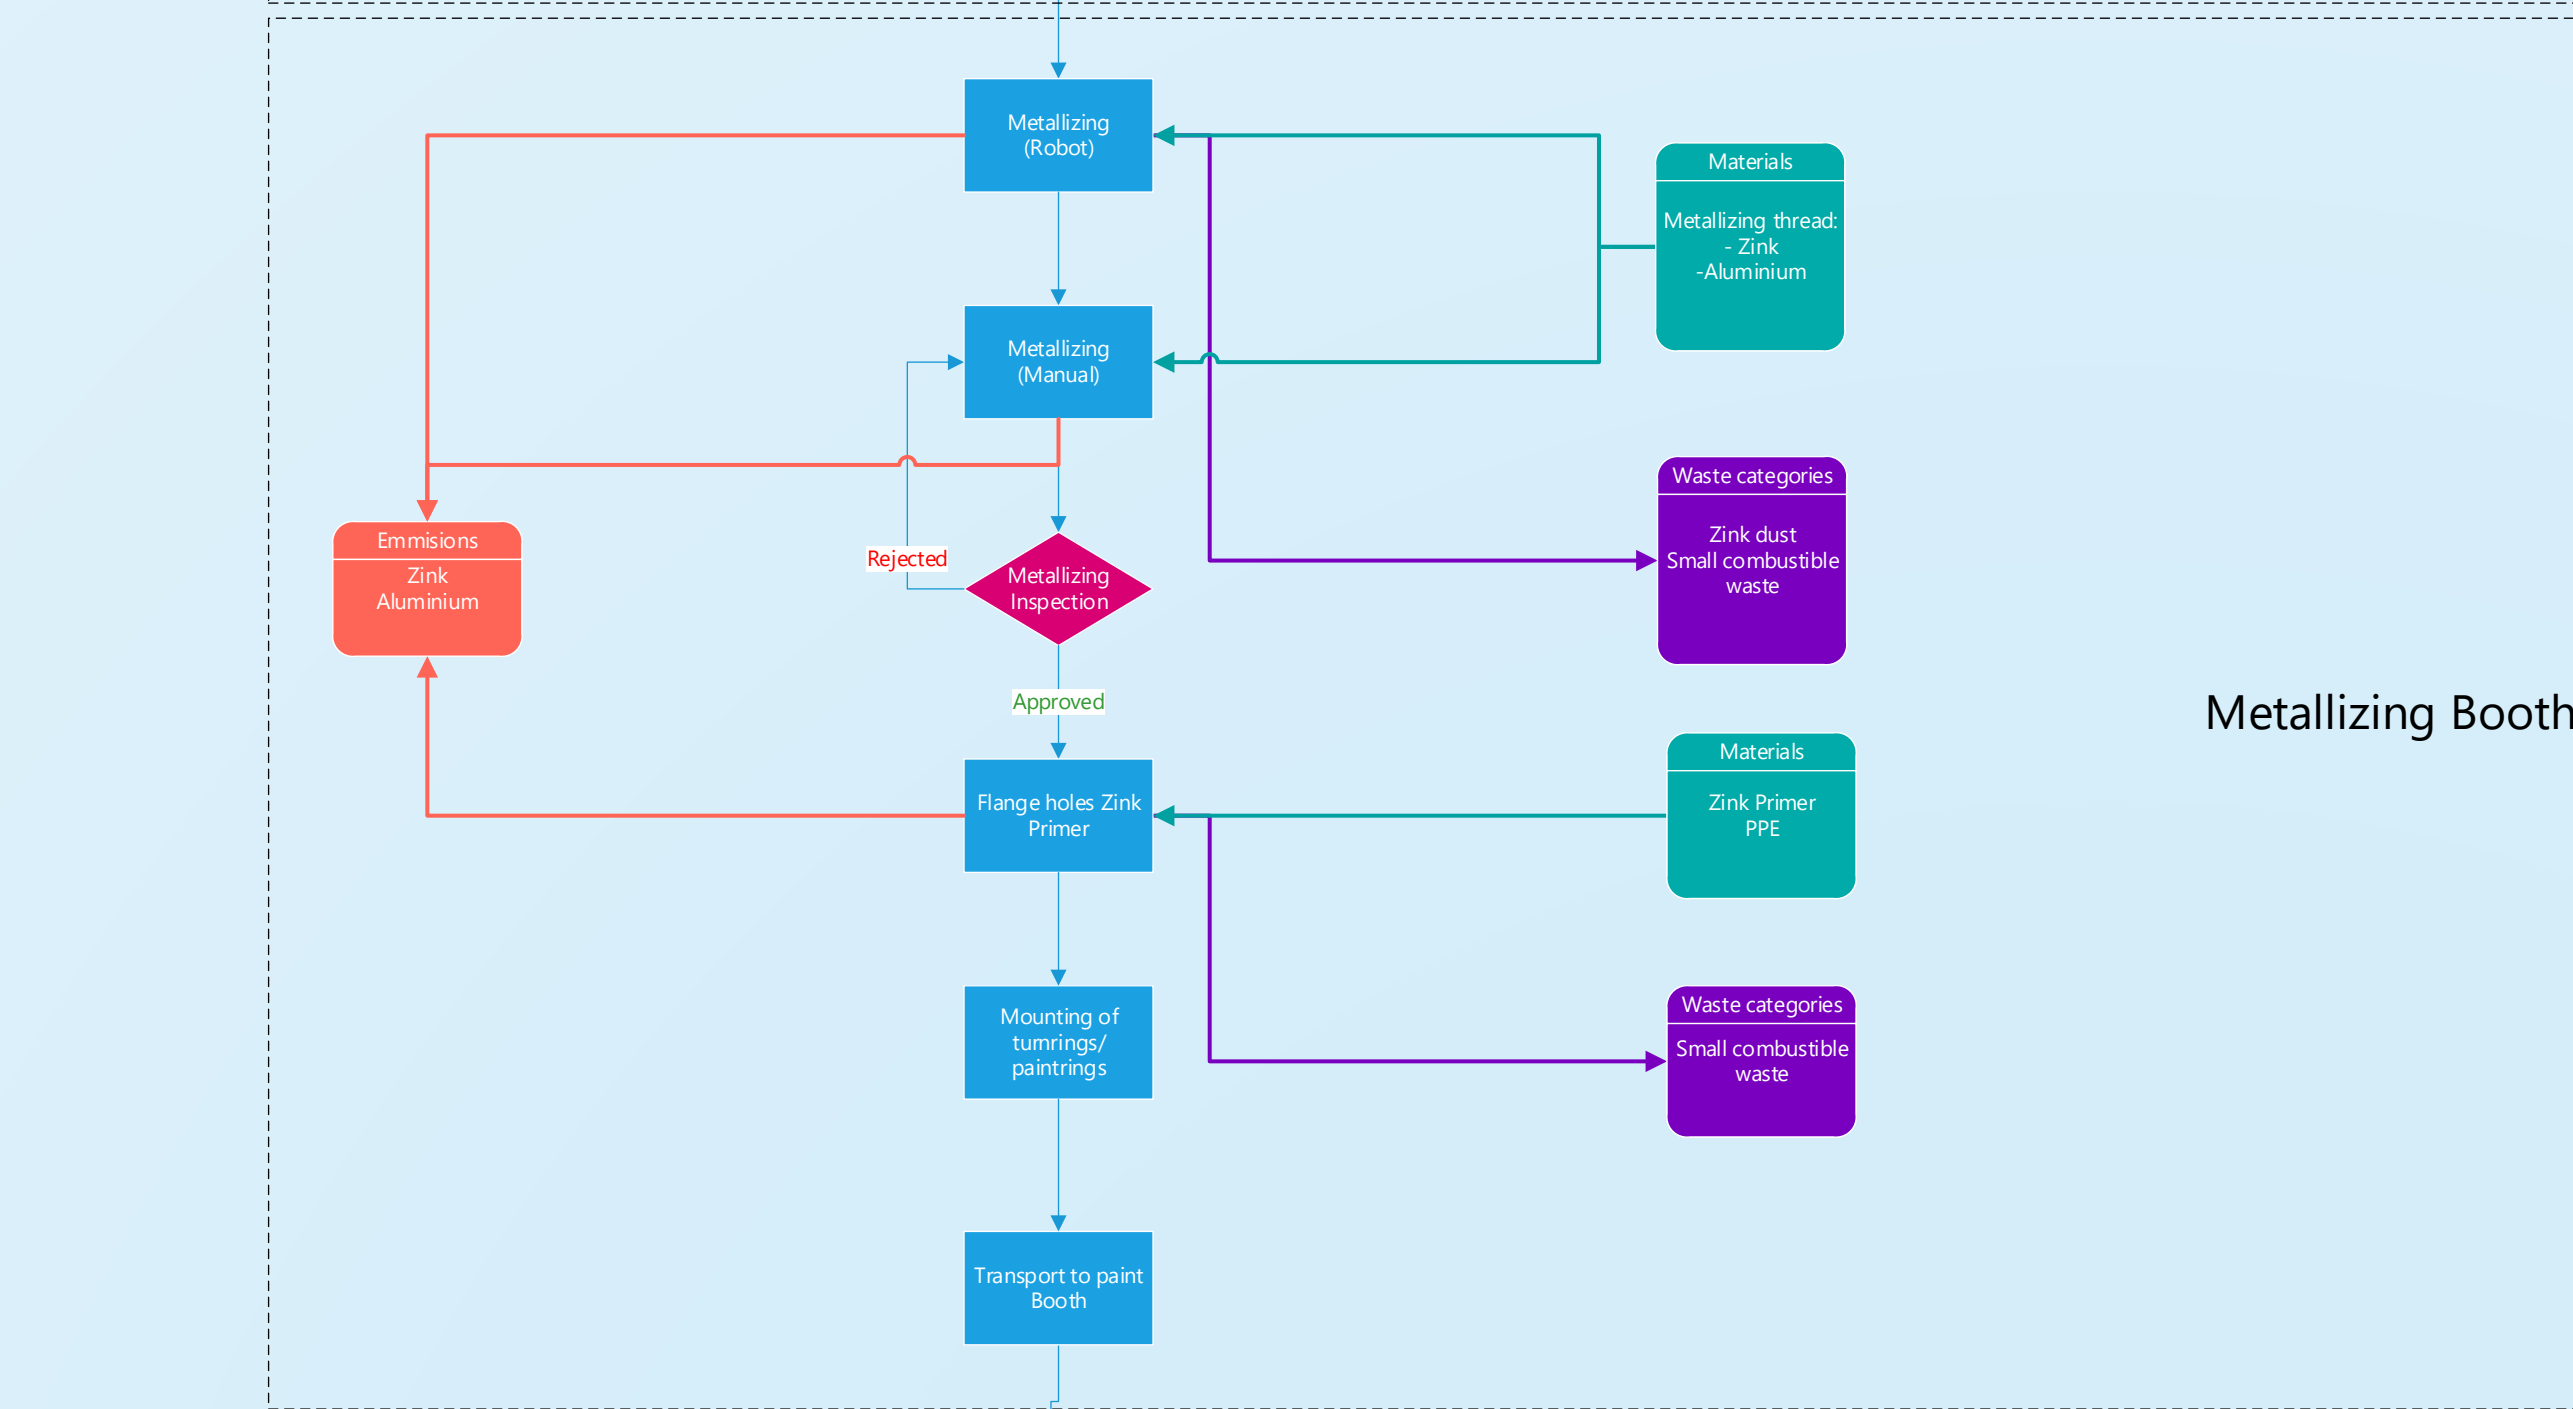 Metallizing
(Robot)
Materials
Metallizing thread:
- Zink
-Aluminium
Metallizing
(Manual)
Waste categories
Zink dust
Small combustible
waste
Emmisions
Zink
Aluminium
Rejected
Metallizing
Inspection
Approved
Metallizing Booth
Materials
Zink Primer
PPE
Flange holes Zink
Primer
Waste categories
Small combustible
waste
Mounting of
turnrings/
paintrings
Transport to paint
Booth